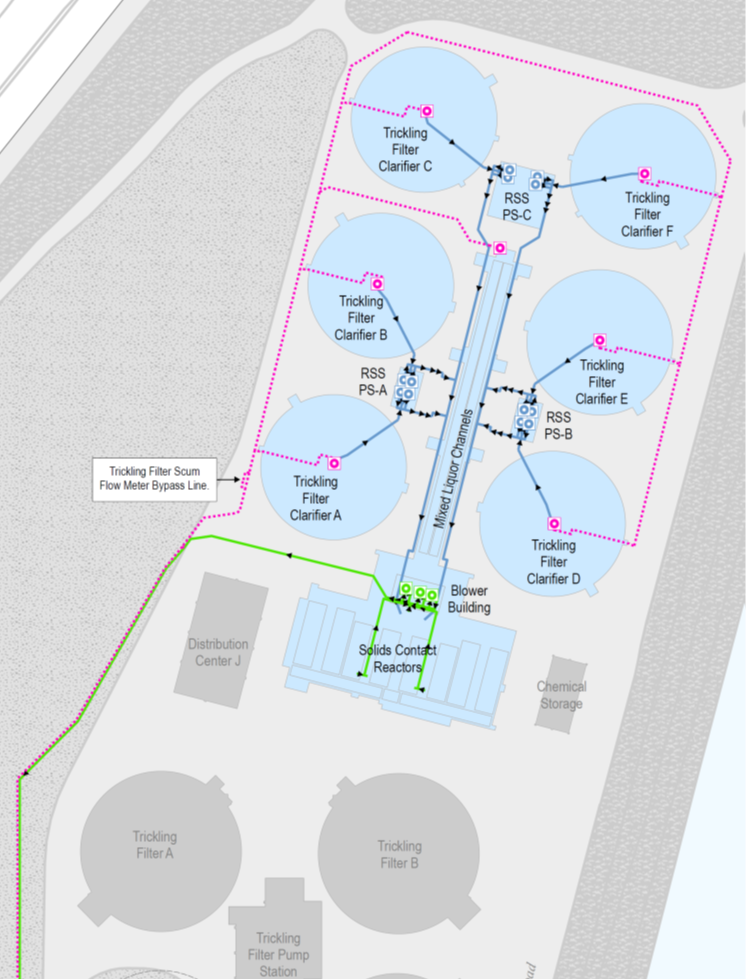 Trickling
Filter
Clarifier C
Trickling
Filter
Clarifier F
RSS
PS-C
Trickling
Filter
Clarifier B
Trickling
Filter
Clarifier E
RSS
PS-A
RSS
PS-B
Mixed Liquor Channels
Trickling Filter Scum
Flow Meter Bypass Line.
Trickling
Filter
Clarifier A
Trickling
Filter
Clarifier D
Blower
Building
Distribution
Center J
Solids Contact
Reactors
Chemical
Storage
Trickling
Filter A
Trickling
Filter B
Trickling
Filter Pump
Station